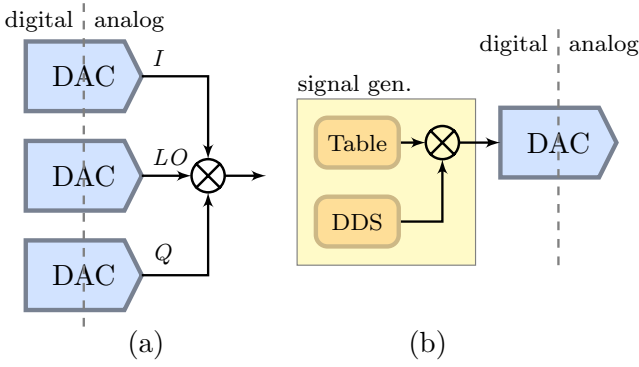 digital analog
DAC
I
DAC
LO
DAC
Q
(a)
digital analog
signal gen.
Table
DDS
DAC
(b)